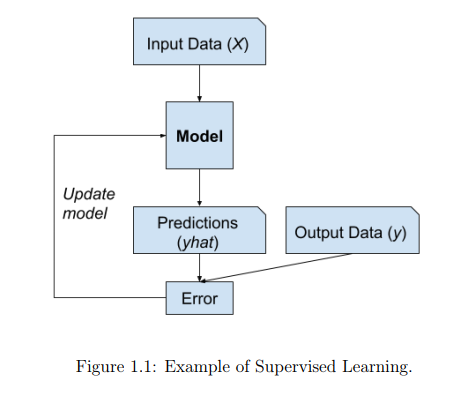 Input Data (X)
Model
Update
model
Predictions
(yhat)
Output Data (y)
Error
Figure 1.1: Example of Supervised Learning.